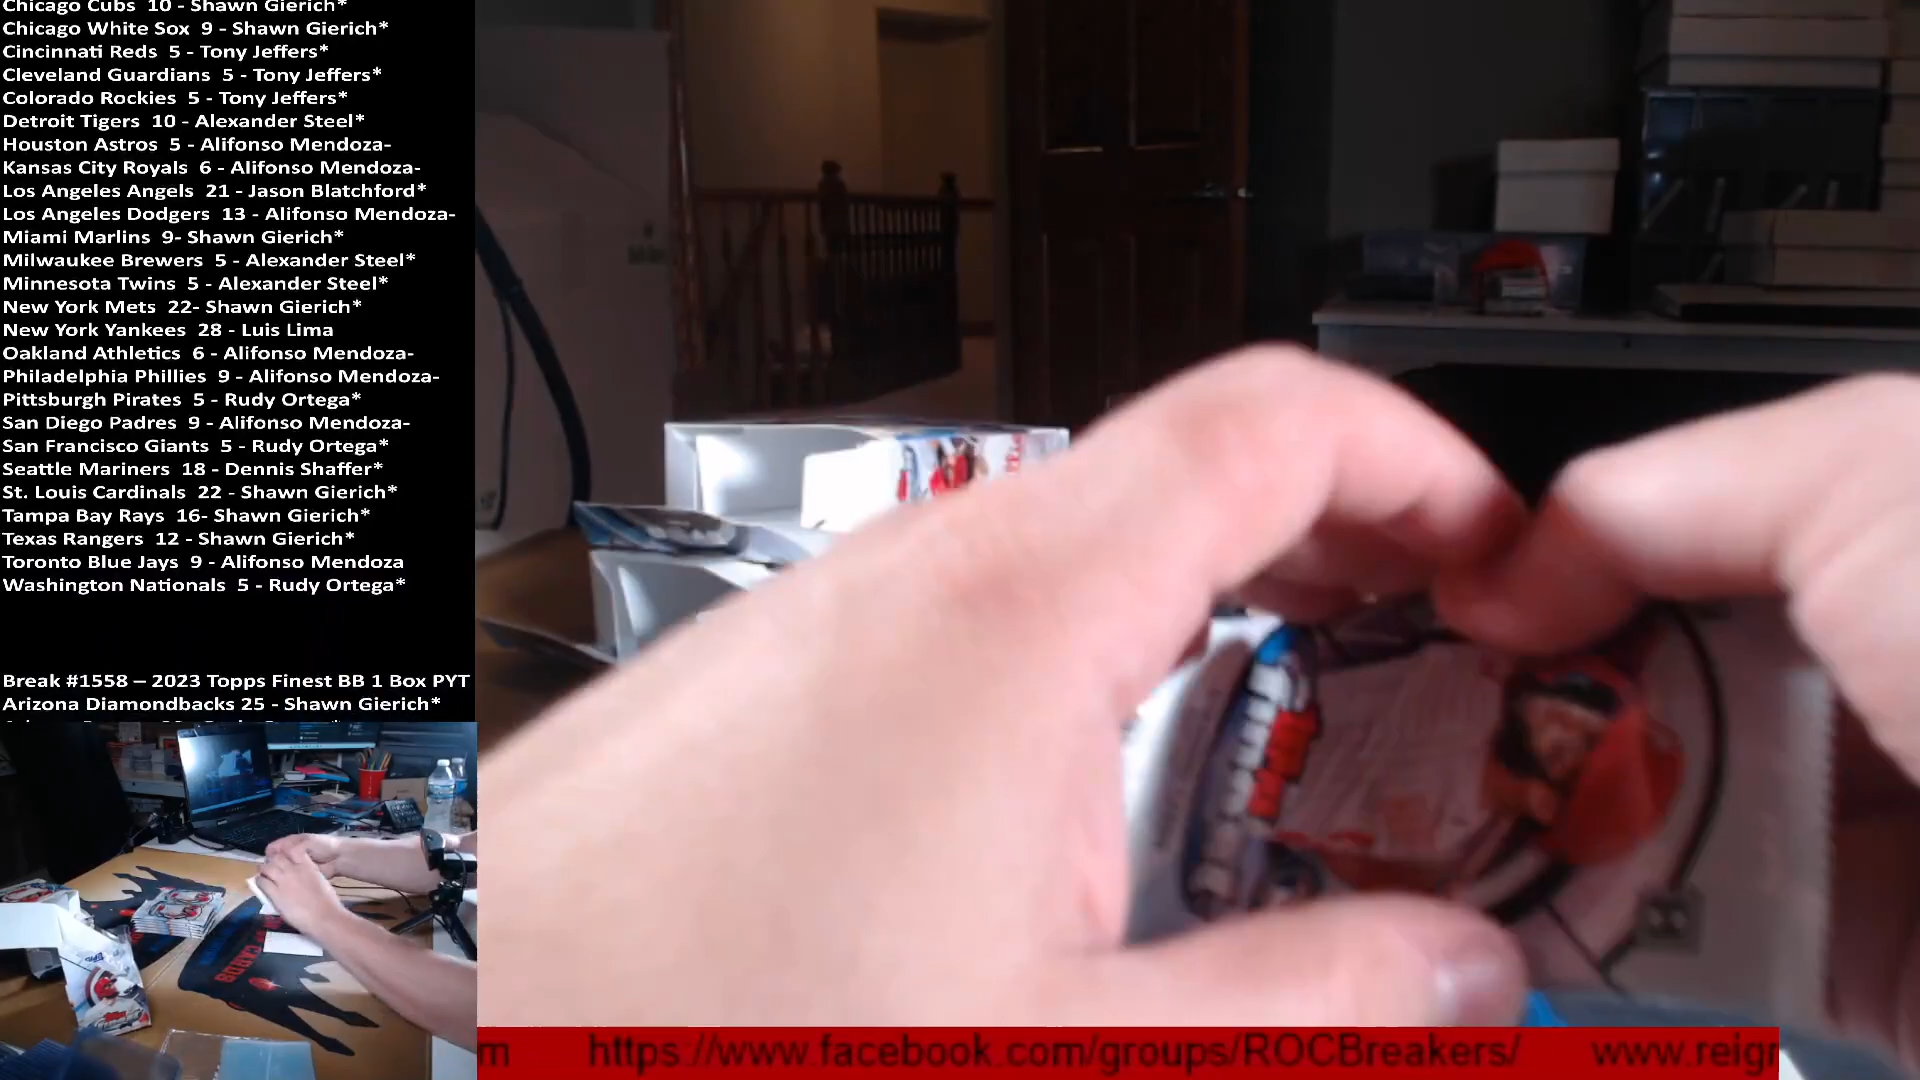 Chicago Cubs 10 - Shawn Gierich*
Chicago White Sox 9 - Shawn Gierich*
Cincinnati Reds 5 - Tony Jeffers*
Cleveland Guardians 5 - Tony Jeffers*
Colorado Rockies 5 - Tony Jeffers*
Detroit Tigers 10 - Alexander Steel*
Houston Astros 5 - Alifonso Mendoza-
Kansas City Royals 6 - Alifonso Mendoza-
Los Angeles Angels 21 - Jason Blatchford*
Los Angeles Dodgers 13 - Alifonso Mendoza-
Miami Marlins 9- Shawn Gierich*
Milwaukee Brewers 5 - Alexander Steel*
Minnesota Twins 5 - Alexander Steel*
New York Mets 22- Shawn Gierich*
New York Yankees 28 - Luis Lima
Oakland Athletics 6 - Alifonso Mendoza-
Philadelphia Phillies 9 - Alifonso Mendoza-
Pittsburgh Pirates 5 - Rudy Ortega*
San Diego Padres 9 - Alifonso Mendoza-
San Francisco Giants 5 - Rudy Ortega*
Seattle Mariners 18 - Dennis Shaffer*
St. Louis Cardinals 22 - Shawn Gierich*
Tampa Bay Rays 16- Shawn Gierich*
Texas Rangers 12 - Shawn Gierich*
Toronto Blue Jays 9 - Alifonso Mendoza
Washington Nationals 5 - Rudy Ortega*
Break #1558 – 2023 Topps Finest BB 1 Box PYT
Arizona Diamondbacks 25 - Shawn Gierich*
m https://www.facebook.com/groups/ROCBreakers/ www.reigr